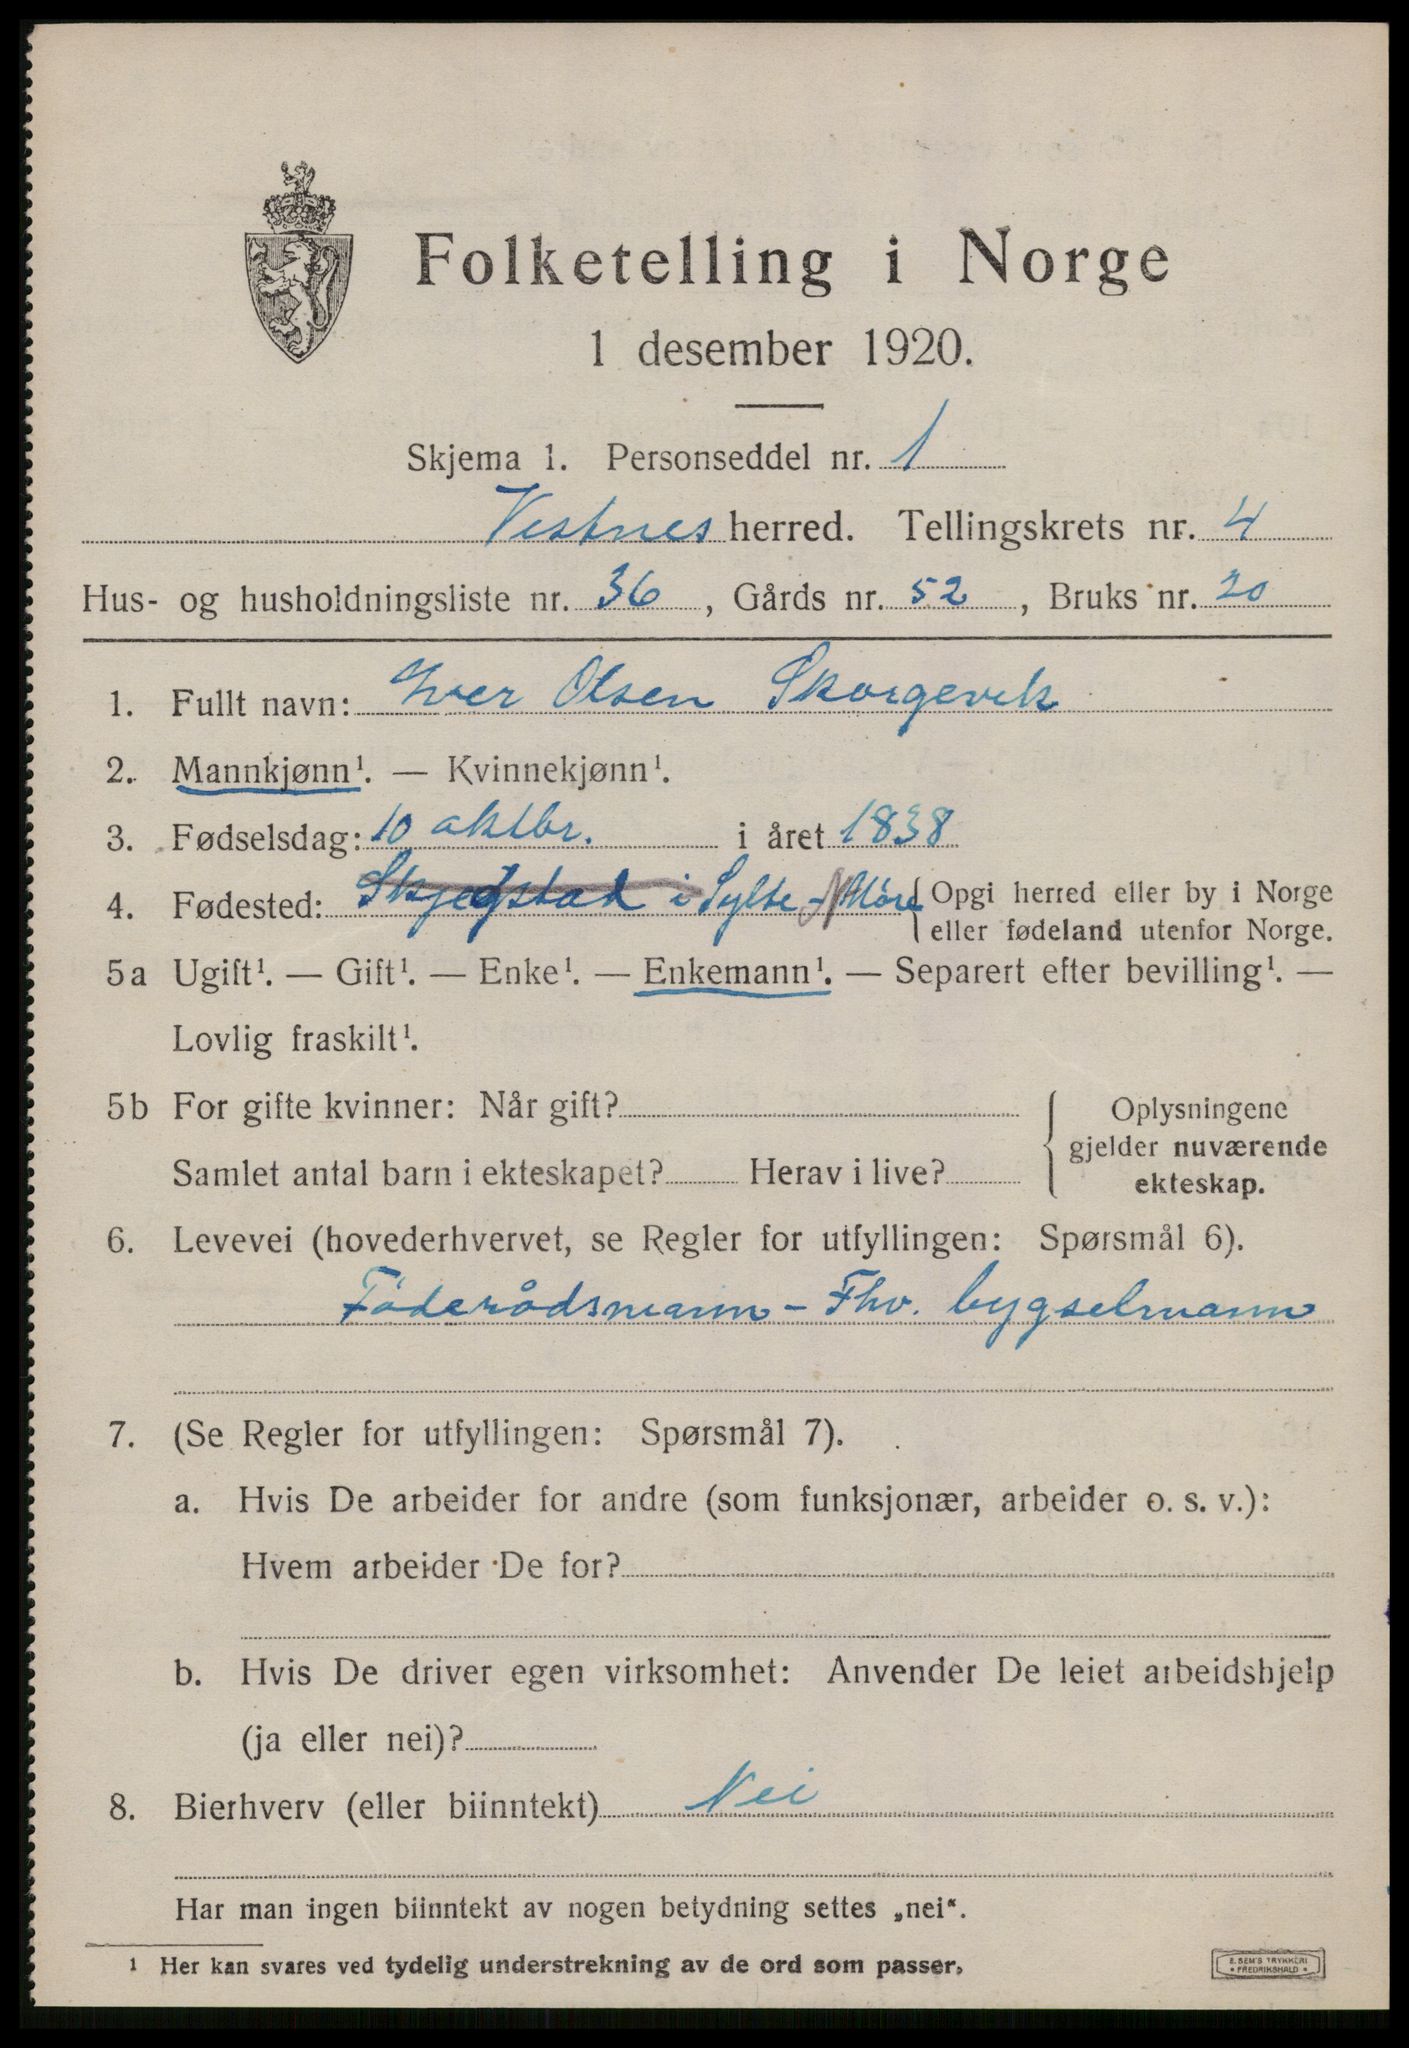 Folketelling i Norge
1 desember 1920.
Skjema 1. Personseddel nr. 1
Vestnes herred. Tellingskrets nr. 4
Hus- og husholdningsliste nr. 36, Gårds nr. 52, Bruks nr. 20
1. Fullt navn: Iver Olsen Skorgevik
2. Mannkjønn¹. — Kvinnekjønn¹.
3. Fødselsdag: 10 oktbr. i året 1838
4. Fødested: i Sylte - Møre { Opgi herred eller by i Norge
eller fødeland utenfor Norge.
5a Ugift¹. — Gift¹. — Enke¹. — Enkemann¹. — Separert efter bevilling¹. —
Lovlig fraskilt¹.
5b For gifte kvinner: Når gift? { Oplysningene
gjelder nuværende
Samlet antal barn i ekteskapet? Herav i live? ekteskap.
6. Levevei (hovederhvervet, se Regler for utfyllingen: Spørsmål 6).
Föderådsmann - Fhv. bygselmann
7. (Se Regler for utfyllingen: Spørsmål 7).
a. Hvis De arbeider for andre (som funksjonær, arbeider o. s. v.):
Hvem arbeider De for?
b. Hvis De driver egen virksomhet: Anvender De leiet arbeidshjelp
(ja eller nei)?
8. Bierhverv (eller biinntekt) Nei
Har man ingen biinntekt av nogen betydning settes „nei“.
¹ Her kan svares ved tydelig understrekning av de ord som passer.
E. SEM'S TRYKKERI
• FREDRIKSHALD •